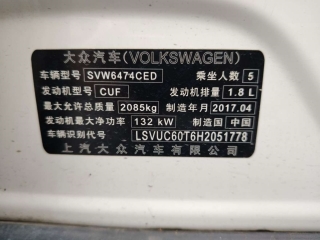 大众汽车(VOLKSWAGEN)
车辆型号 SVW6474CED 乘坐人数 5
发动机型号 CUF 发动机排量 1.8 L
最大允许总质量 2085kg 制造年月 2017.04
发动机最大净功率 132 kW 制造国 中国
车辆识别代号 LSVUC60T6H2051778
上汽大众汽车有限公司